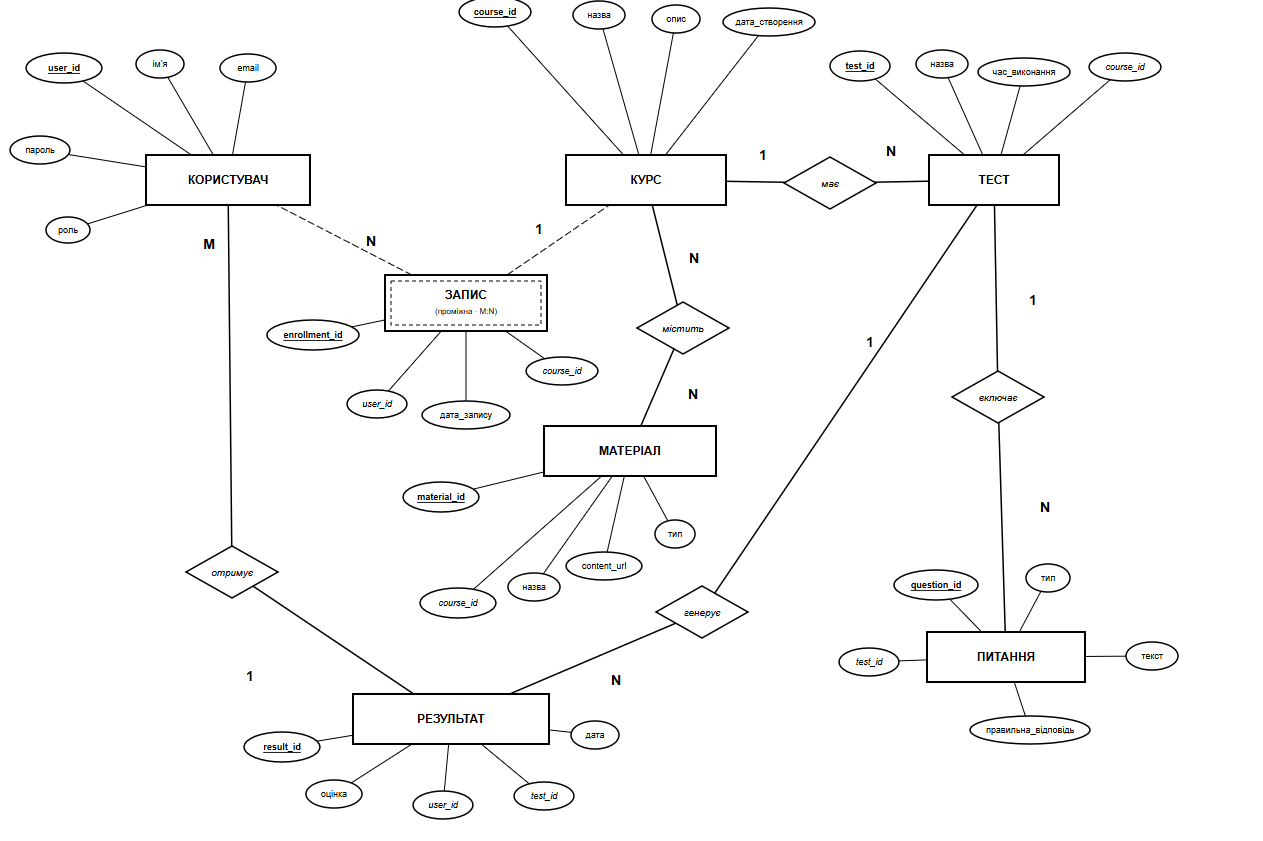 course_id
назва
опис
дата_створення
user_id
ім'я
email
test_id
назва
час_виконання
course_id
пароль
роль
КОРИСТУВАЧ
КУРС
1
має
N
ТЕСТ
M
N
1
N
ЗАПИС
(проміжна · M:N)
enrollment_id
user_id
дата_запису
course_id
містить
N
1
1
включає
N
МАТЕРІАЛ
material_id
course_id
назва
content_url
тип
отримує
генерує
question_id
тип
test_id
ПИТАННЯ
текст
правильна_відповідь
1
N
РЕЗУЛЬТАТ
result_id
дата
оцінка
user_id
test_id